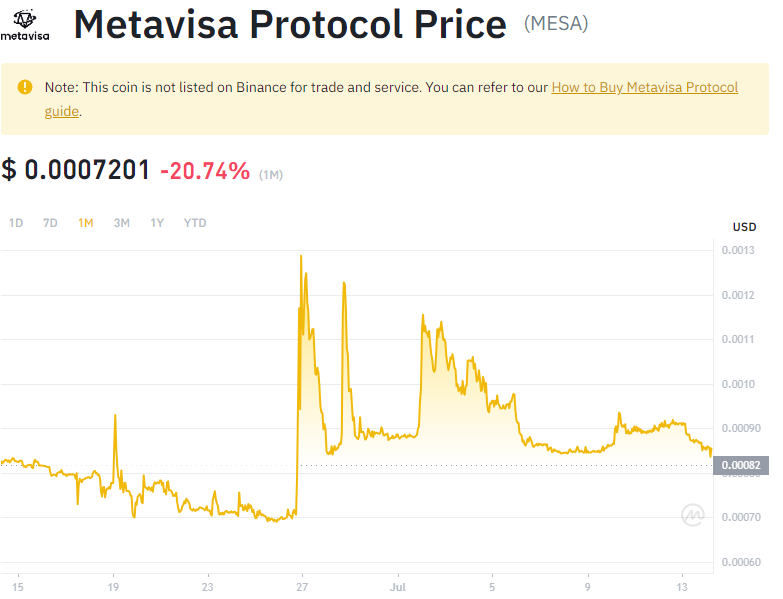 metavisa
Metavisa Protocol Price (MESA)
Note: This coin is not listed on Binance for trade and service. You can refer to our How to Buy Metavisa Protocol
guide.
$ 0.0007201 -20.74% (1M)
1D 7D 1M 3M 1Y YTD
USD
0.0013
0.0012
0.0011
0.0010
0.00090
0.00082
0.00070
0.00060
15 19 23 27 Jul 5 9 13